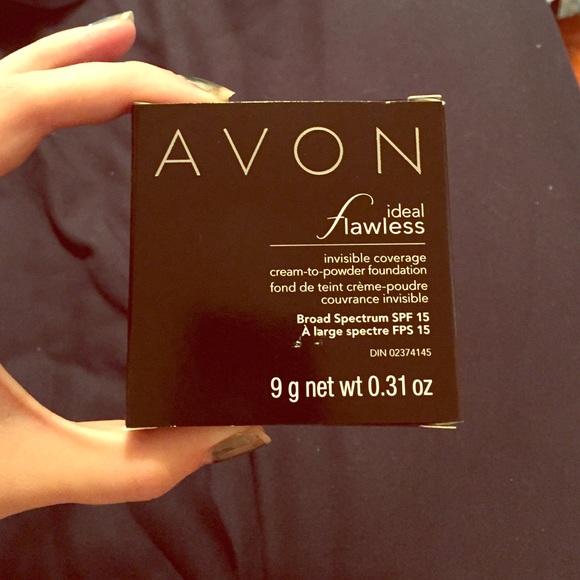 AVON
ideal
flawless
invisible coverage
cream-to-powder foundation
fond de teint crème-poudre
couvrance invisible
Broad Spectrum SPF 15
À large spectre FPS 15
DIN 02374145
9 g net wt 0.31 oz